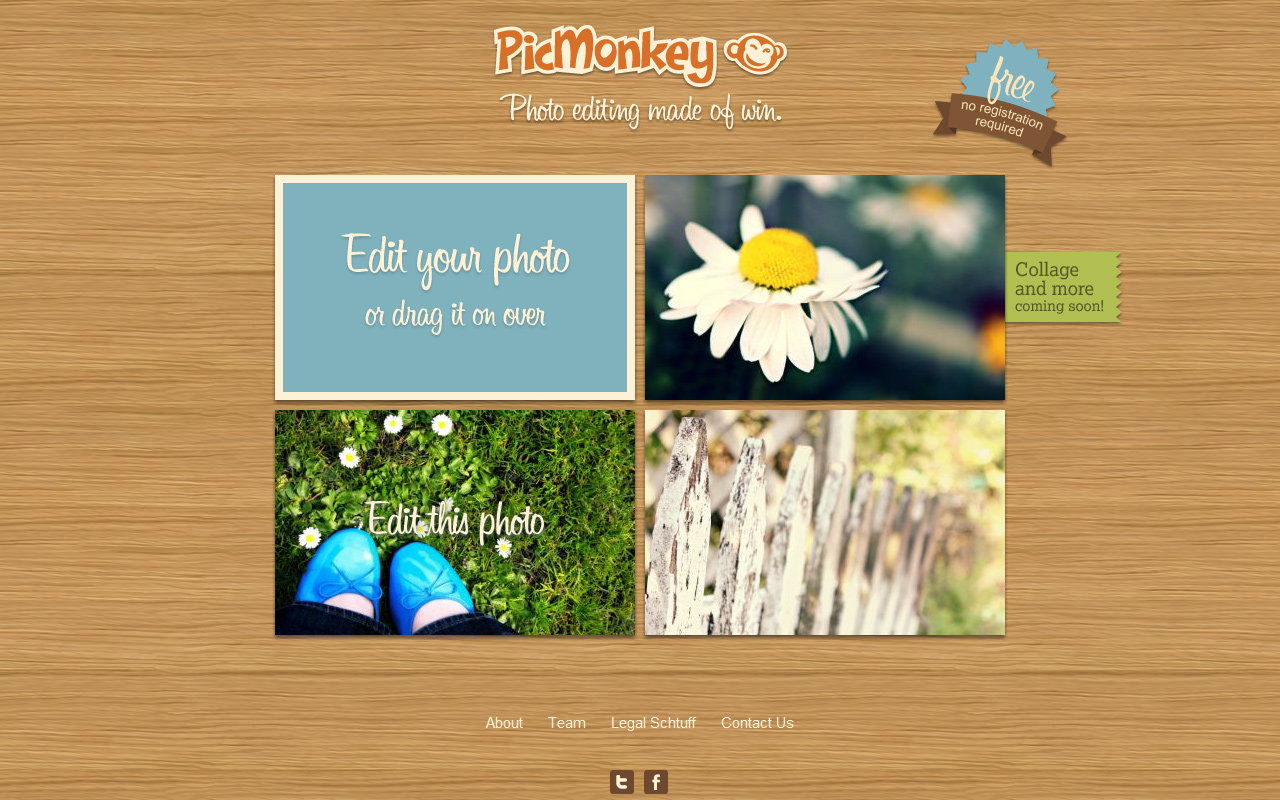 PicMonkey
Photo editing made of win.
free
no registration
required
Edit your photo
or drag it on over
Collage
and more
coming soon!
Edit this photo
About Team Legal Schtuff Contact Us